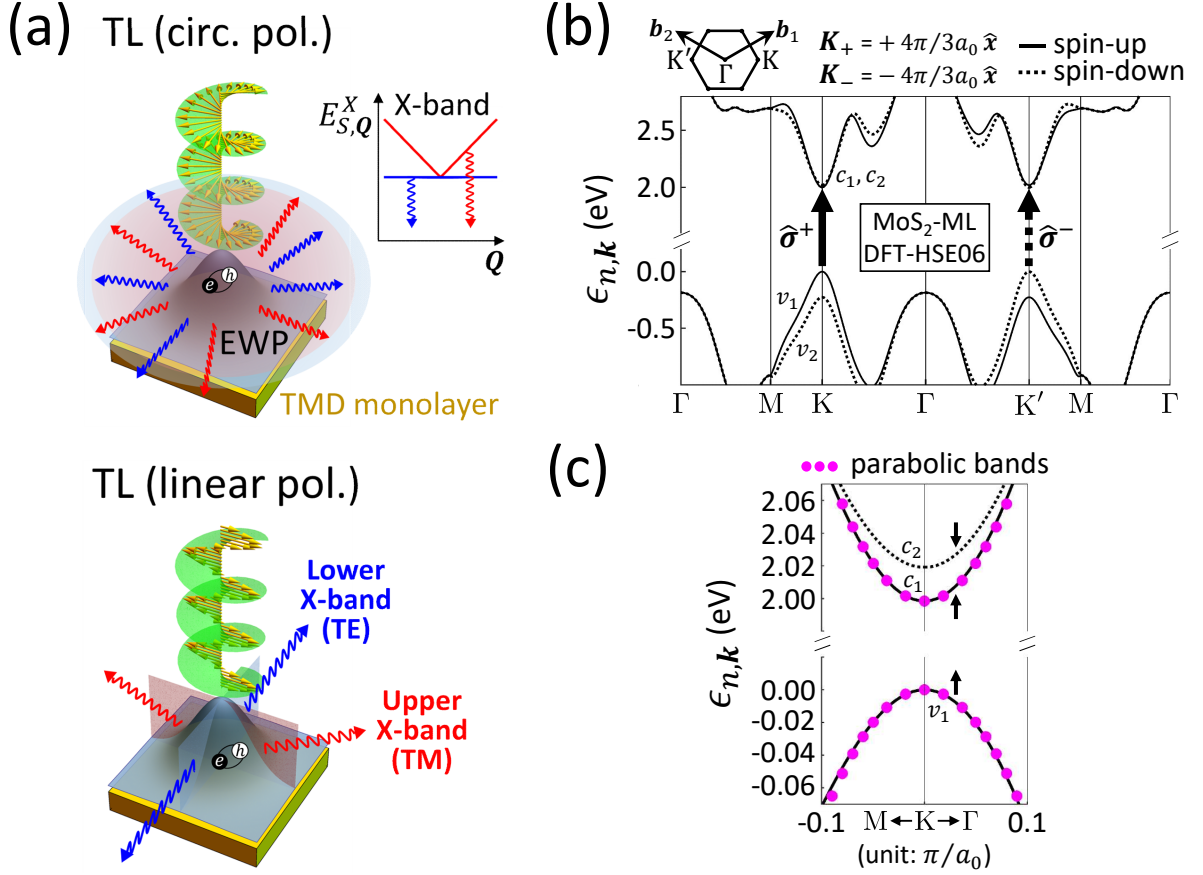 (a) TL (circ. pol.)
E^X_{S,Q}
X-band
Q
e h
EWP
TMD monolayer
TL (linear pol.)
Lower
X-band
(TE)
Upper
X-band
(TM)
e h
(b)
b₂ b₁
K′ Γ K
K₊ = + 4π/3a₀ x̂
K₋ = − 4π/3a₀ x̂
spin-up
spin-down
ϵ_{n,k} (eV)
2.5
2.0
0.0
-0.5
c₁, c₂
σ̂⁺
MoS₂-ML
DFT-HSE06
σ̂⁻
v₁
v₂
Γ M K Γ K′ M Γ
(c)
parabolic bands
ϵ_{n,k} (eV)
2.06
2.04
2.02
2.00
c₂
c₁
0.00
-0.02
-0.04
-0.06
v₁
-0.1 M←K→Γ 0.1
(unit: π/a₀)